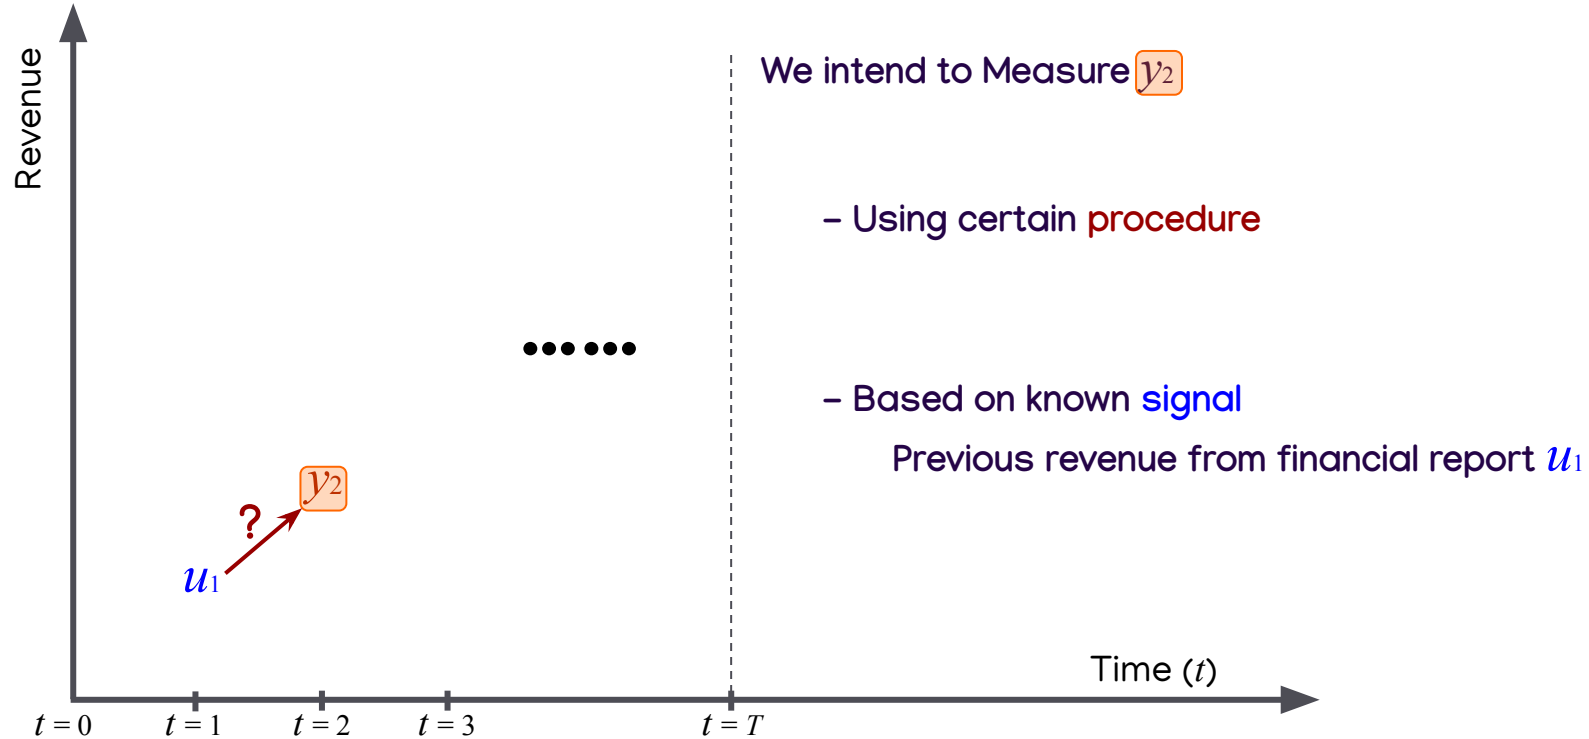 Revenue
We intend to Measure y2
– Using certain procedure
– Based on known signal
Previous revenue from financial report u1
y2
?
u1
Time (t)
t = 0
t = 1
t = 2
t = 3
t = T